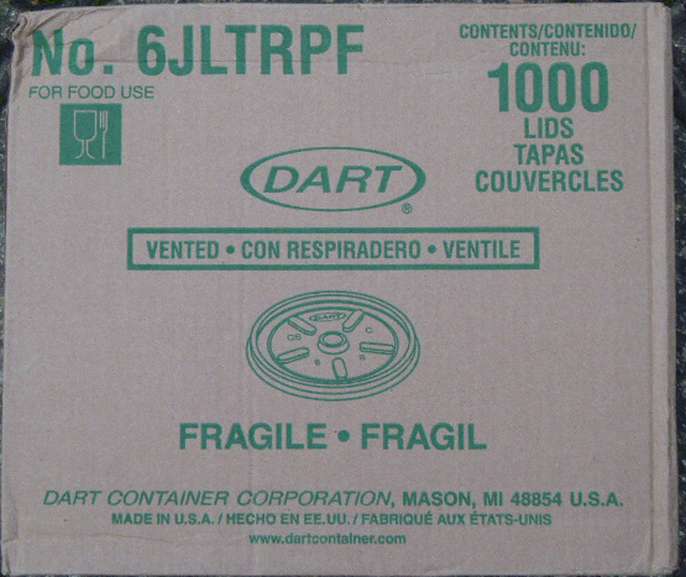 No. 6JLTRPF
FOR FOOD USE
CONTENTS/CONTENIDO/
CONTENU:
1000
LIDS
TAPAS
COUVERCLES
DART®
VENTED • CON RESPIRADERO • VENTILE
DART
FRAGILE • FRAGIL
DART CONTAINER CORPORATION, MASON, MI 48854 U.S.A.
MADE IN U.S.A. / HECHO EN EE.UU. / FABRIQUÉ AUX ÉTATS-UNIS
www.dartcontainer.com